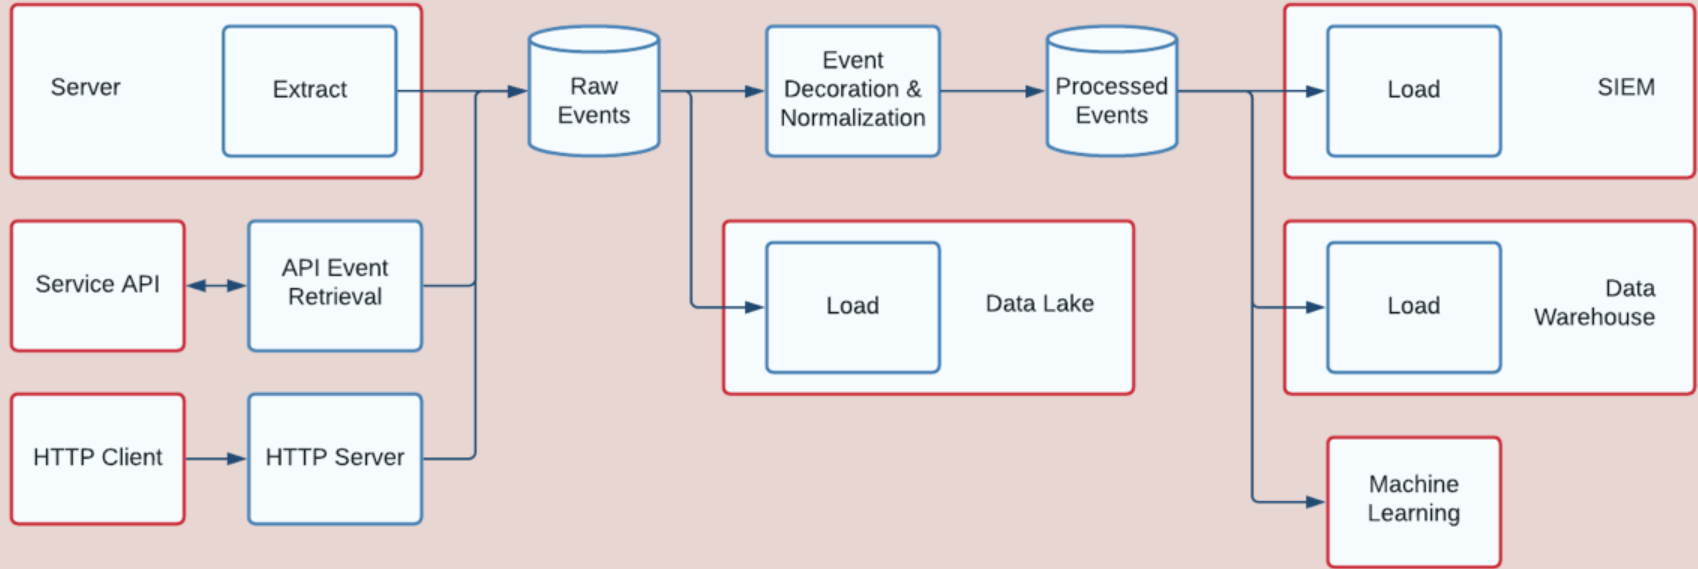 Server
Extract
Raw
Events
Event
Decoration &
Normalization
Processed
Events
Load
SIEM
Service API
API Event
Retrieval
Load
Data Lake
Load
Data
Warehouse
HTTP Client
HTTP Server
Machine
Learning